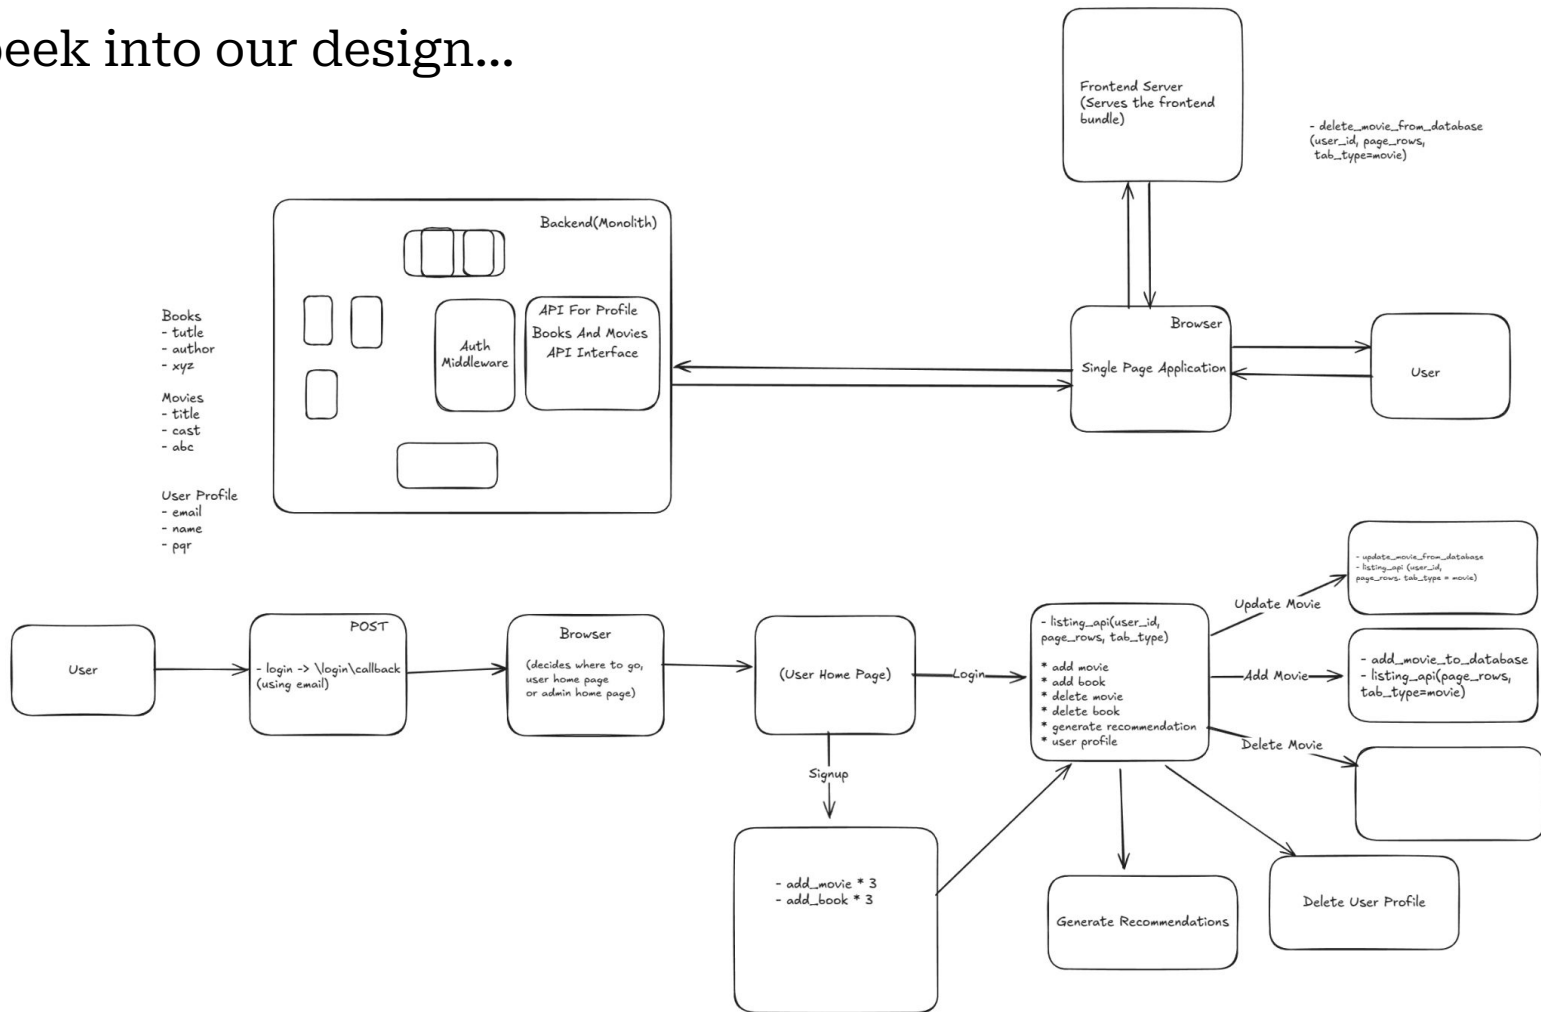 peek into our design...
Frontend Server
(Serves the frontend
bundle)
- delete_movie_from_database
(user_id, page_rows,
tab_type=movie)
Backend(Monolith)
Books
- tutle
- author
- xyz
Movies
- title
- cast
- abc
User Profile
- email
- name
- pqr
Auth
Middleware
API For Profile
Books And Movies
API Interface
Browser
Single Page Application
User
User
POST
- login -> \login\callback
(using email)
Browser
(decides where to go,
user home page
or admin home page)
(User Home Page)
Login
Signup
- add_movie * 3
- add_book * 3
- listing_api(user_id,
page_rows, tab_type)
* add movie
* add book
* delete movie
* delete book
* generate recommendation
* user profile
Update Movie
- update_movie_from_database
- listing_api (user_id,
page_rows. tab_type = movie)
Add Movie
- add_movie_to_database
- listing_api(page_rows,
tab_type=movie)
Delete Movie
Generate Recommendations
Delete User Profile